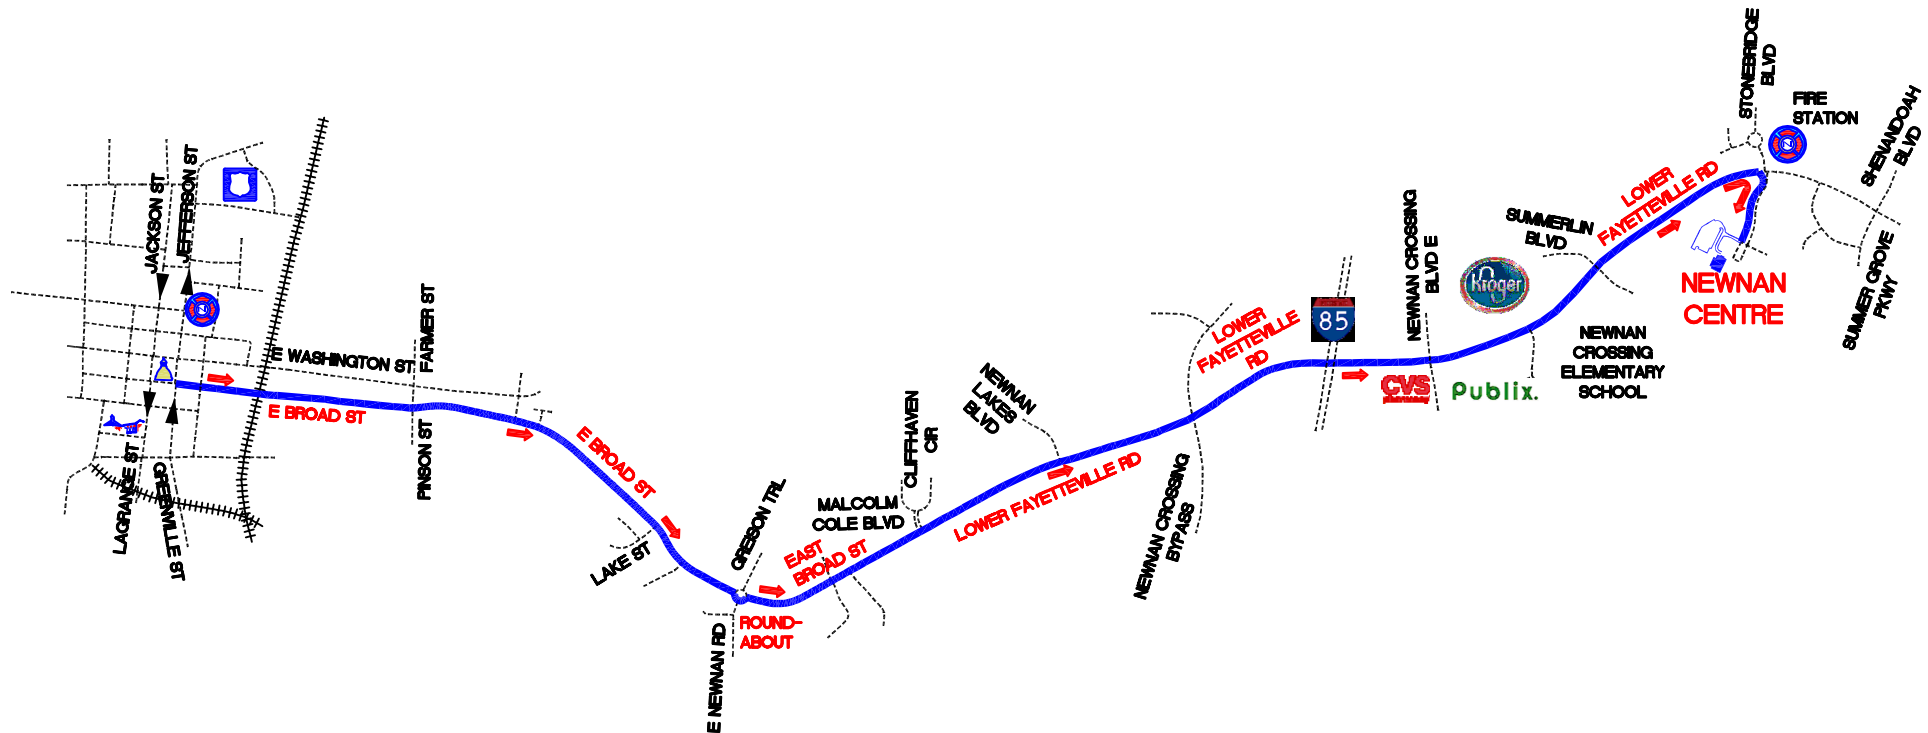 JACKSON ST
JEFFERSON ST
E WASHINGTON ST
FARMER ST
E BROAD ST
PINSON ST
LAGRANGE ST
GREENVILLE ST
E BROAD ST
LAKE ST
GREISON TRL
E NEWNAN RD
ROUND-
ABOUT
EAST
BROAD ST
MALCOLM
COLE BLVD
CLIFFHAVEN
CIR
NEWNAN
LAKES
BLVD
LOWER FAYETTEVILLE RD
NEWNAN CROSSING
BYPASS
LOWER
FAYETTEVILLE
RD
85
NEWNAN CROSSING
BLVD E
CVS
Kroger
Publix.
SUMMERLIN
BLVD
NEWNAN
CROSSING
ELEMENTARY
SCHOOL
LOWER
FAYETTEVILLE RD
STONEBRIDGE
BLVD
FIRE
STATION
SHENANDOAH
BLVD
SUMMER GROVE
PKWY
NEWNAN
CENTRE